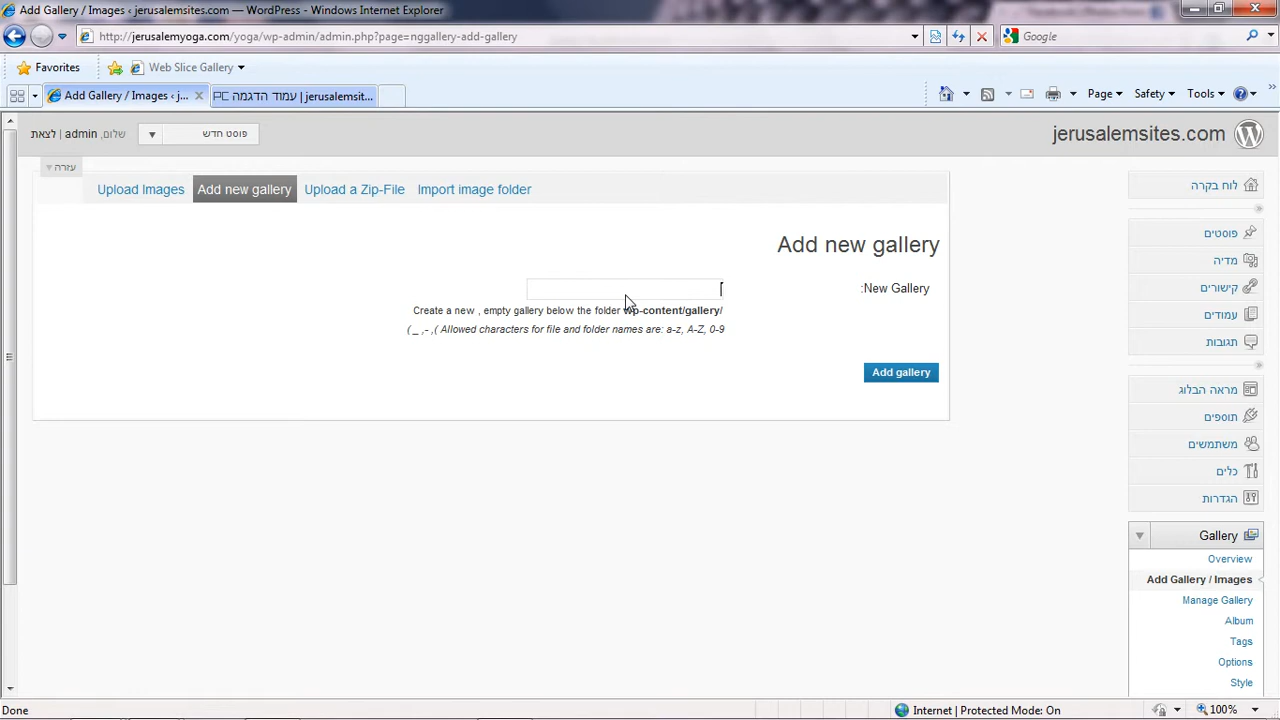 Add Gallery / Images ‹ jerusalemsites.com — WordPress - Windows Internet Explorer
http://jerusalemyoga.com/yoga/wp-admin/admin.php?page=nggallery-add-gallery
Google
Favorites
Web Slice Gallery
Add Gallery / Images ‹ j...
PC עמוד הדגמה | jerusalemsit...
Page
Safety
Tools
jerusalemsites.com
פוסט חדש
שלום, admin | לצאת
עזרה
Upload Images
Add new gallery
Upload a Zip-File
Import image folder
Add new gallery
:New Gallery
Create a new , empty gallery below the folder wp-content/gallery/
( _ ,- ,( Allowed characters for file and folder names are: a-z, A-Z, 0-9
Add gallery
לוח בקרה
פוסטים
מדיה
קישורים
עמודים
תגובות
מראה הבלוג
תוספים
משתמשים
כלים
הגדרות
Gallery
Overview
Add Gallery / Images
Manage Gallery
Album
Tags
Options
Style
Done
Internet | Protected Mode: On
100%